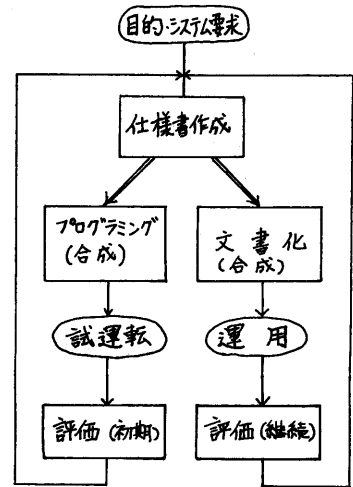 目的・システム要求
仕様書作成
プログラミング
(合成)
文書化
(合成)
試運転
運用
評価(初期)
評価(継続)